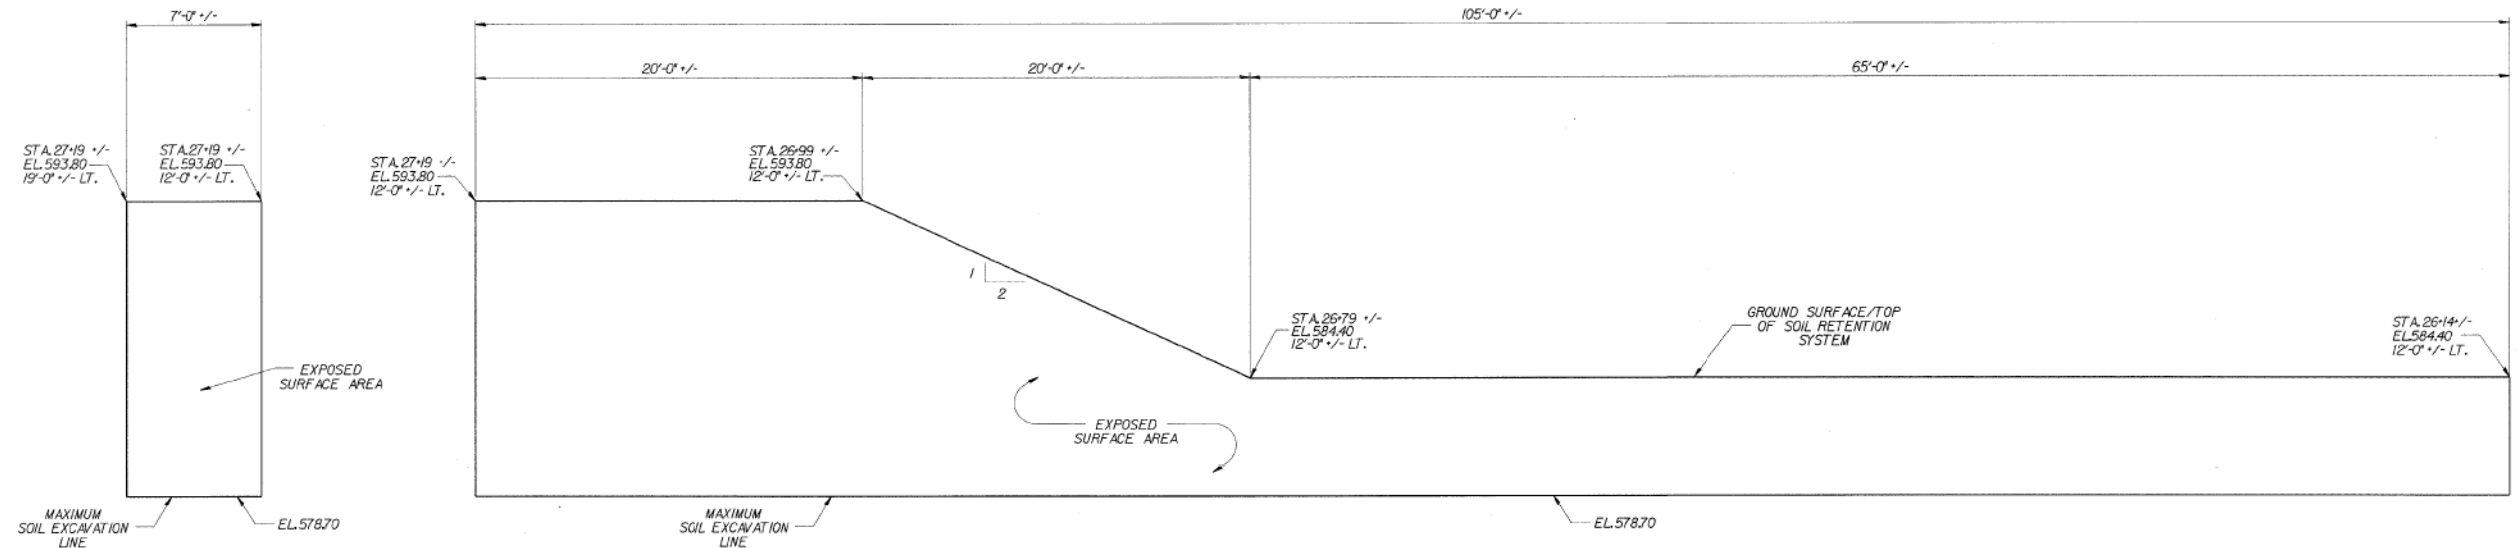 7'-0" +/-
105'-0" +/-
20'-0" +/-
20'-0" +/-
65'-0" +/-
STA. 27+19 +/-
EL. 593.80
19'-0" +/- LT.
STA. 27+19 +/-
EL. 593.80
12'-0" +/- LT.
STA. 27+19 +/-
EL. 593.80
12'-0" +/- LT.
STA. 26+99 +/-
EL. 593.80
12'-0" +/- LT.
1
2
STA. 26+79 +/-
EL. 584.40
12'-0" +/- LT.
GROUND SURFACE/TOP
OF SOIL RETENTION
SYSTEM
STA. 26+14 +/-
EL. 584.40
12'-0" +/- LT.
EXPOSED
SURFACE AREA
EXPOSED
SURFACE AREA
MAXIMUM
SOIL EXCAVATION
LINE
EL. 578.70
MAXIMUM
SOIL EXCAVATION
LINE
EL. 578.70